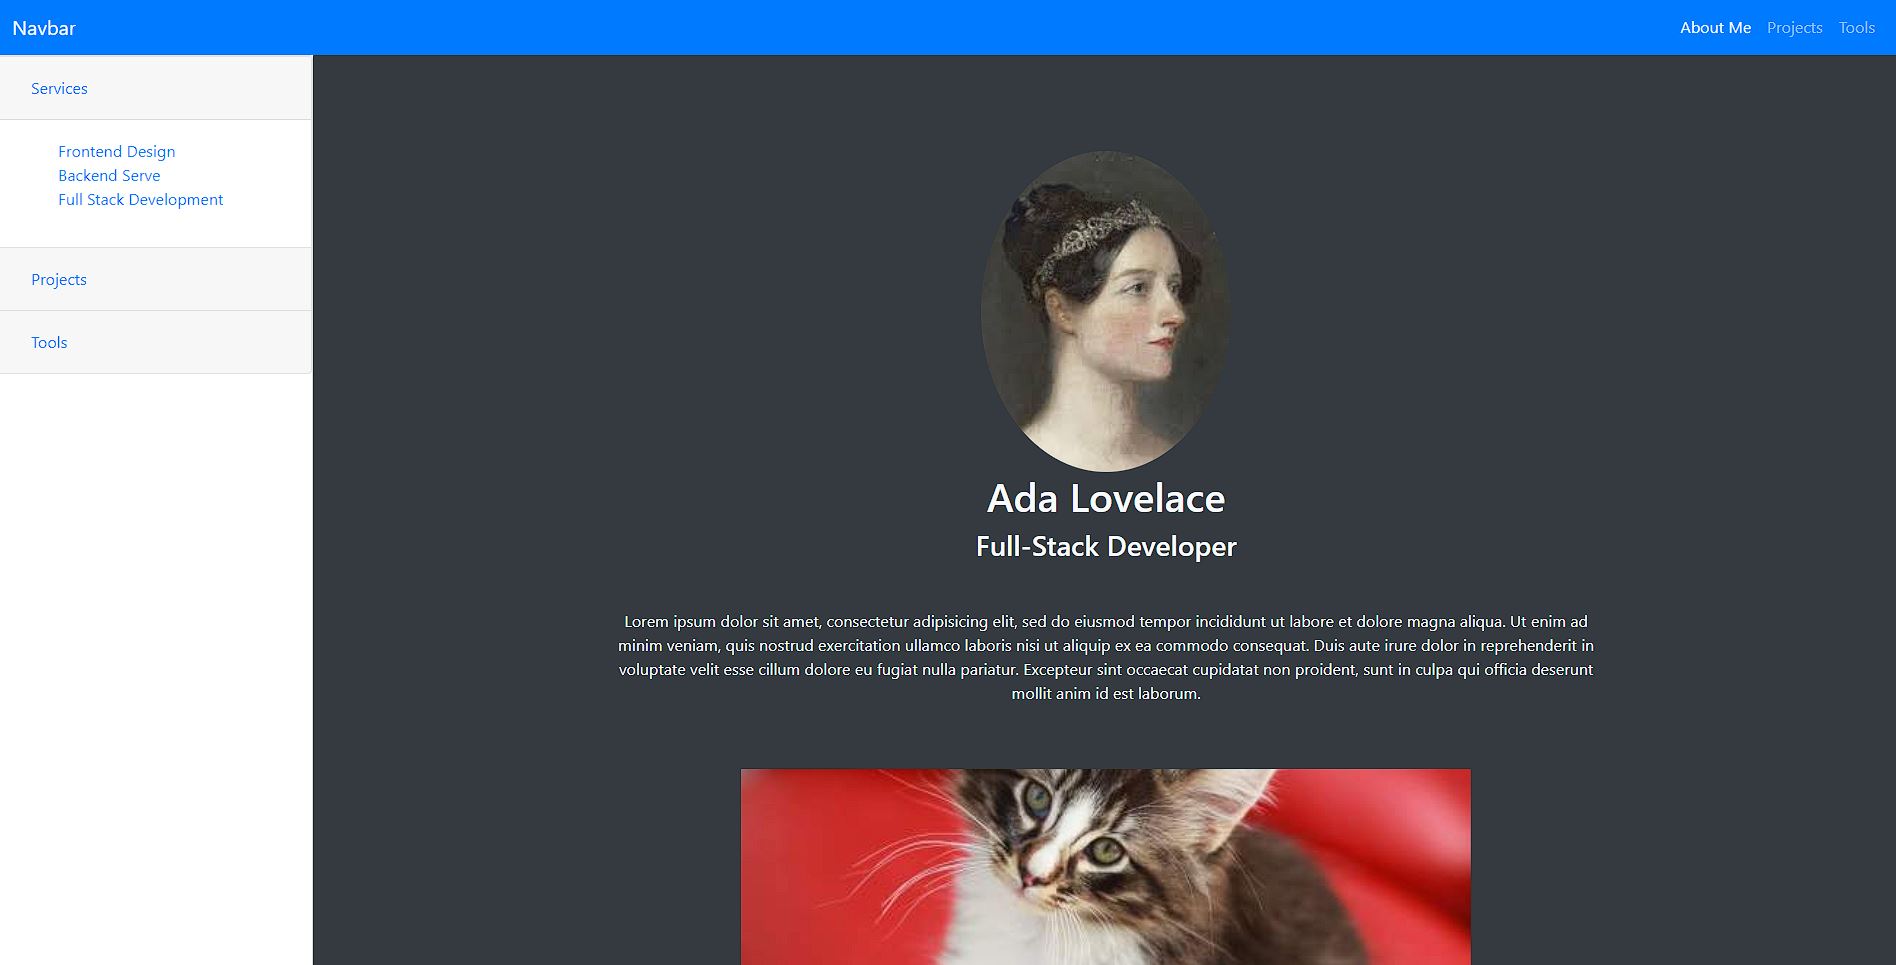 Navbar
About Me Projects Tools
Services
Frontend Design
Backend Serve
Full Stack Development
Projects
Tools
Ada Lovelace
Full-Stack Developer
Lorem ipsum dolor sit amet, consectetur adipisicing elit, sed do eiusmod tempor incididunt ut labore et dolore magna aliqua. Ut enim ad
minim veniam, quis nostrud exercitation ullamco laboris nisi ut aliquip ex ea commodo consequat. Duis aute irure dolor in reprehenderit in
voluptate velit esse cillum dolore eu fugiat nulla pariatur. Excepteur sint occaecat cupidatat non proident, sunt in culpa qui officia deserunt
mollit anim id est laborum.